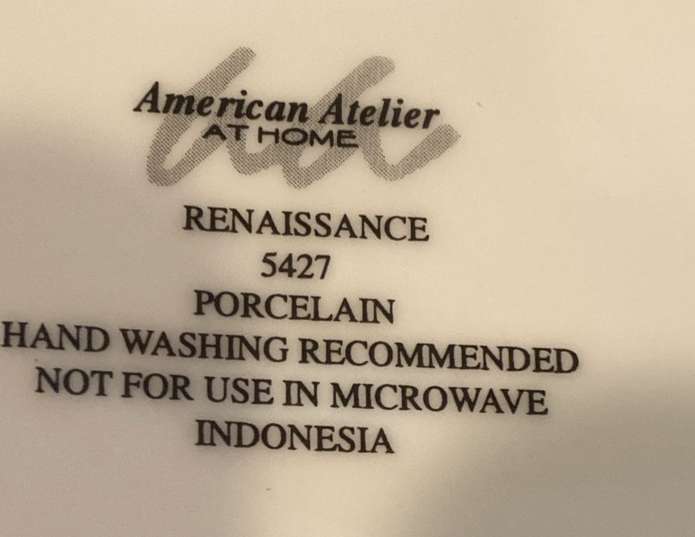 American Atelier
AT HOME
RENAISSANCE
5427
PORCELAIN
HAND WASHING RECOMMENDED
NOT FOR USE IN MICROWAVE
INDONESIA